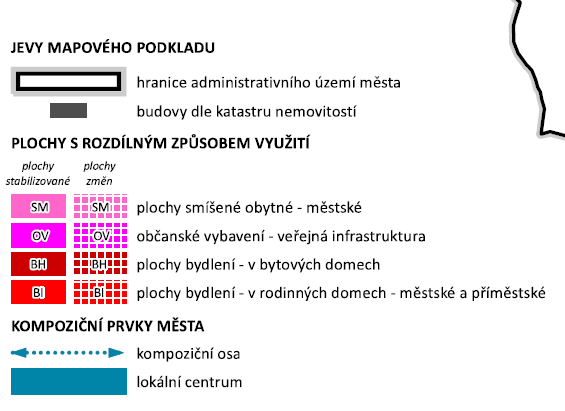 JEVY MAPOVÉHO PODKLADU
hranice administrativního území města
budovy dle katastru nemovitostí
PLOCHY S ROZDÍLNÝM ZPŮSOBEM VYUŽITÍ
plochy stabilizované
plochy změn
SM SM plochy smíšené obytné - městské
OV OV občanské vybavení - veřejná infrastruktura
BH BH plochy bydlení - v bytových domech
BI BI plochy bydlení - v rodinných domech - městské a příměstské
KOMPOZIČNÍ PRVKY MĚSTA
kompoziční osa
lokální centrum